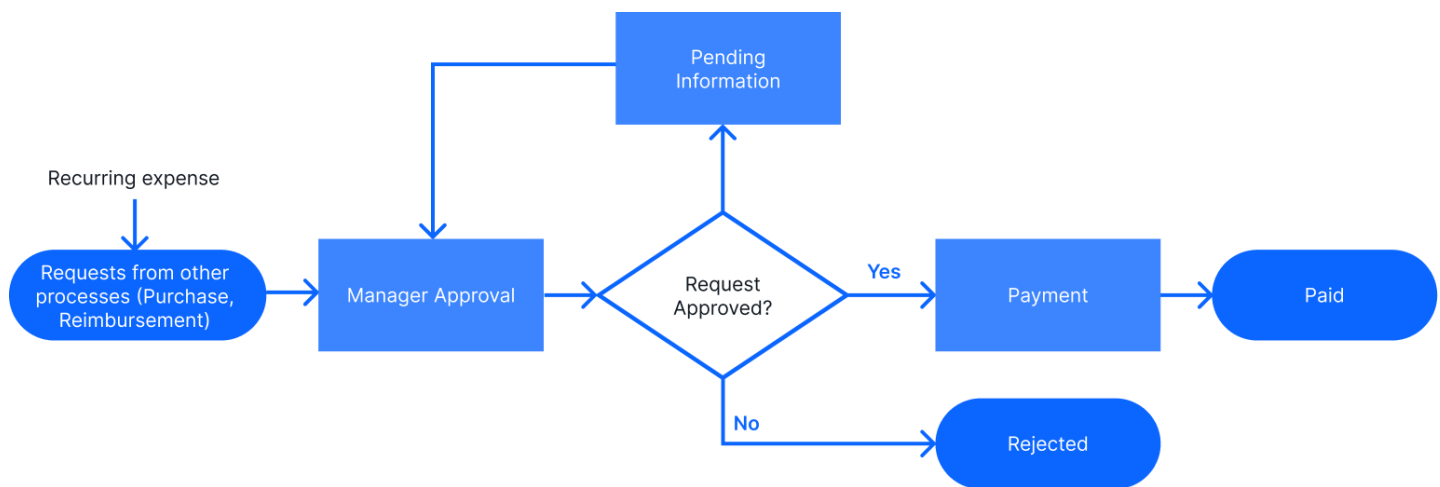 Pending
Information
Recurring expense
Requests from other
processes (Purchase,
Reimbursement)
Manager Approval
Request
Approved?
Yes
Payment
Paid
No
Rejected